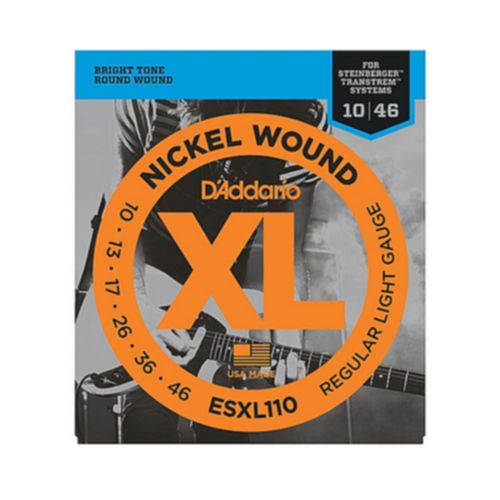 BRIGHT TONE
ROUND WOUND
FOR
STEINBERGER™
TRANSTREM™
SYSTEMS
10 | 46
NICKEL WOUND
D'Addario
XL
10 · 13 · 17 · 26 · 36 · 46
REGULAR LIGHT GAUGE
USA MADE
ESXL110